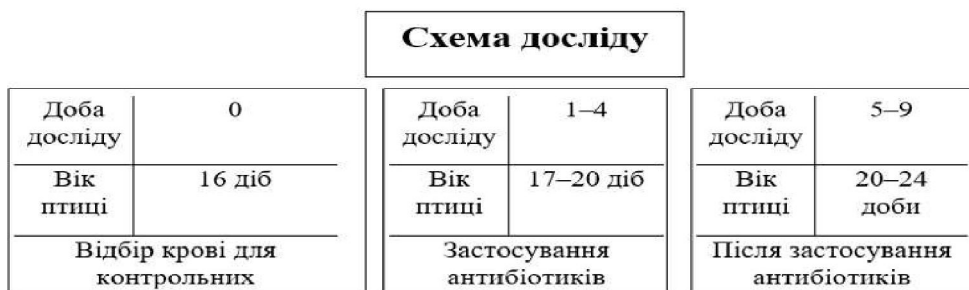 Схема досліду
Доба досліду 0
Вік птиці 16 діб
Відбір крові для
контрольних
Доба досліду 1–4
Вік птиці 17–20 діб
Застосування
антибіотиків
Доба досліду 5–9
Вік птиці 20–24 доби
Після застосування
антибіотиків